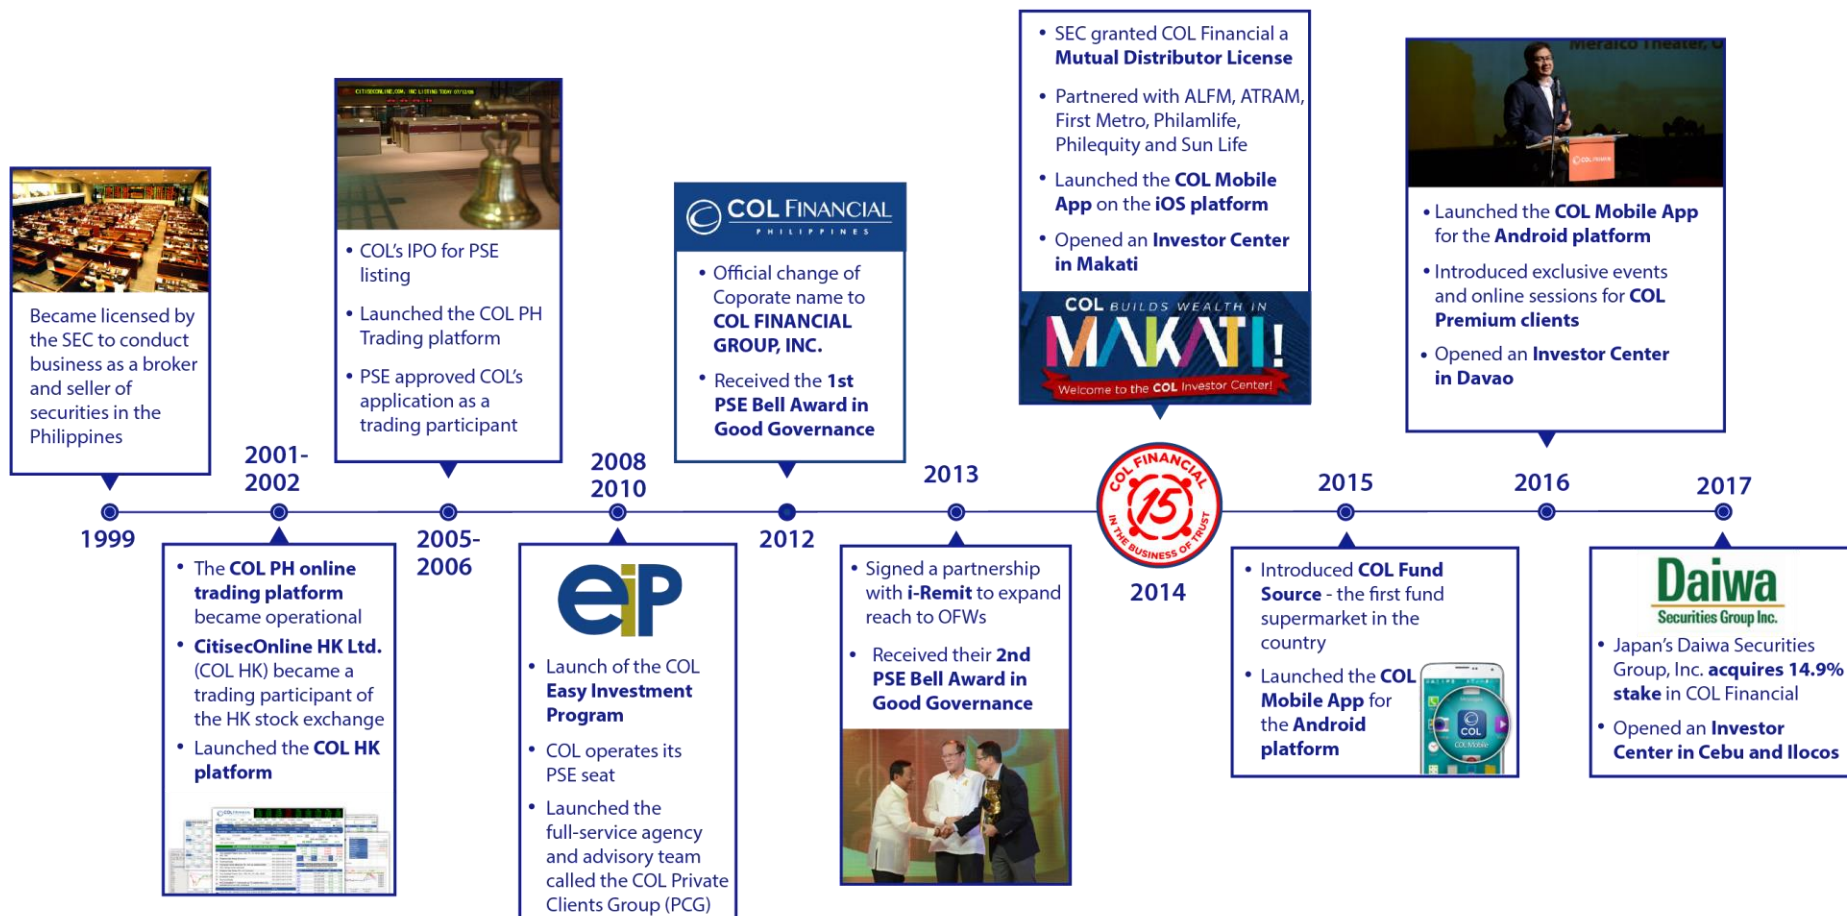 Became licensed by
the SEC to conduct
business as a broker
and seller of
securities in the
Philippines
1999
2001-
2002
• The COL PH online
trading platform
became operational
• CitisecOnline HK Ltd.
(COL HK) became a
trading participant of
the HK stock exchange
• Launched the COL HK
platform
• COL's IPO for PSE
listing
• Launched the COL PH
Trading platform
• PSE approved COL's
application as a
trading participant
2005-
2006
2008
2010
eiP
• Launch of the COL
Easy Investment
Program
• COL operates its
PSE seat
• Launched the
full-service agency
and advisory team
called the COL Private
Clients Group (PCG)
COL FINANCIAL
PHILIPPINES
• Official change of
Coporate name to
COL FINANCIAL
GROUP, INC.
• Received the 1st
PSE Bell Award in
Good Governance
2012
2013
• Signed a partnership
with i-Remit to expand
reach to OFWs
• Received their 2nd
PSE Bell Award in
Good Governance
• SEC granted COL Financial a
Mutual Distributor License
• Partnered with ALFM, ATRAM,
First Metro, Philamlife,
Philequity and Sun Life
• Launched the COL Mobile
App on the iOS platform
• Opened an Investor Center
in Makati
COL BUILDS WEALTH IN
MAKATI!
Welcome to the COL Investor Center!
COL FINANCIAL
15
IN THE BUSINESS OF TRUST
2014
2015
• Introduced COL Fund
Source - the first fund
supermarket in the
country
• Launched the COL
Mobile App for
the Android
platform
COL
COL Mobile
Meralco Theater, O
COL FINANCIAL
• Launched the COL Mobile App
for the Android platform
• Introduced exclusive events
and online sessions for COL
Premium clients
• Opened an Investor Center
in Davao
2016
2017
Daiwa
Securities Group Inc.
• Japan's Daiwa Securities
Group, Inc. acquires 14.9%
stake in COL Financial
• Opened an Investor
Center in Cebu and Ilocos